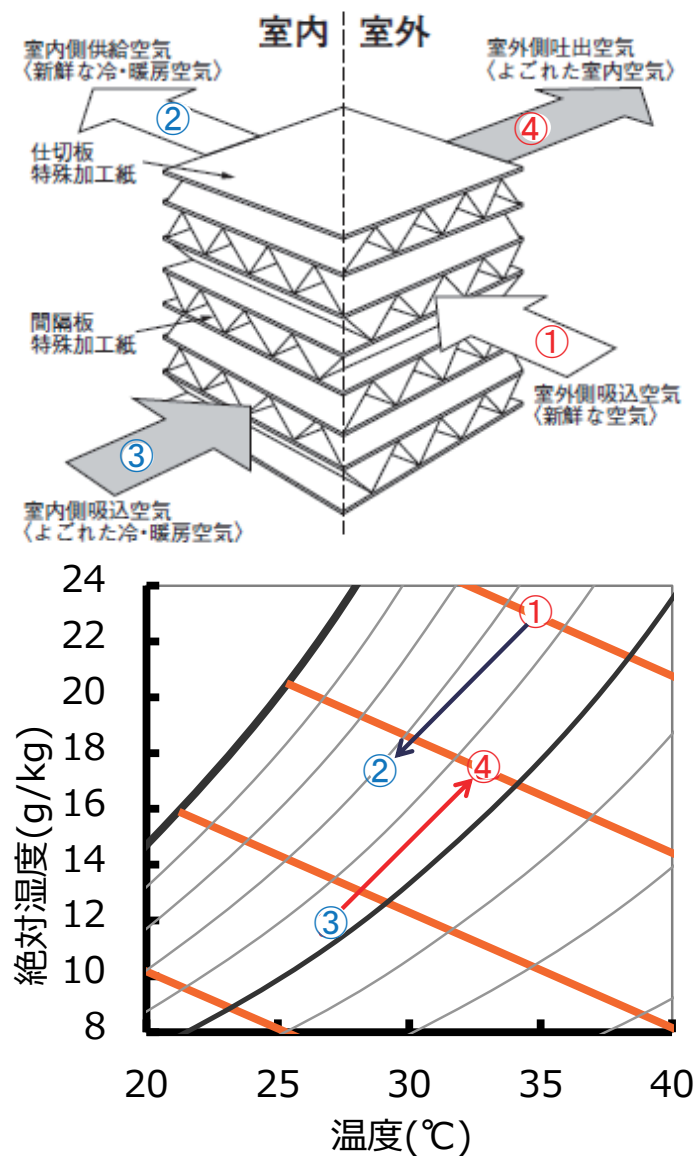 室内 室外
室内側供給空気
〈新鮮な冷・暖房空気〉
②
室外側吐出空気
〈よごれた室内空気〉
④
仕切板
特殊加工紙
間隔板
特殊加工紙
①
室外側吸込空気
〈新鮮な空気〉
③
室内側吸込空気
〈よごれた冷・暖房空気〉
絶対湿度(g/kg)
24
22
20
18
16
14
12
10
8
①
②
④
③
20 25 30 35 40
温度(℃)